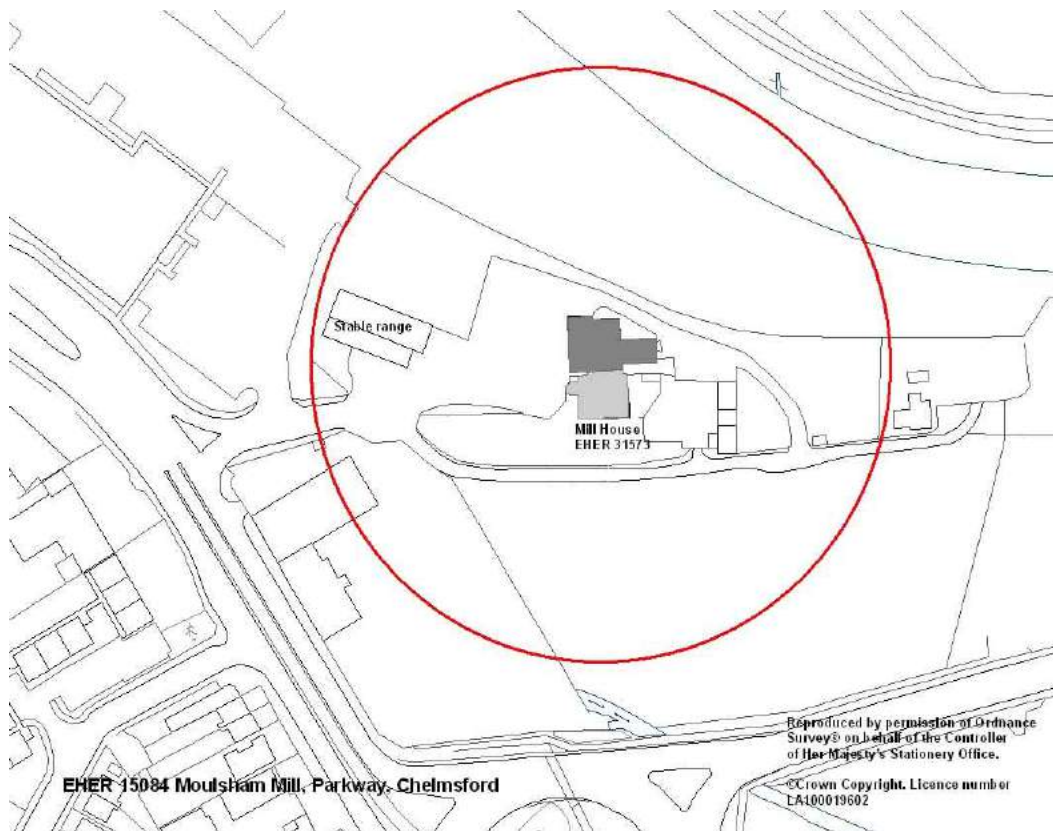 Stable range
Mill House
EHER 31573
Reproduced by permission of Ordnance
Survey® on behalf of the Controller
of Her Majesty's Stationery Office.
©Crown Copyright. Licence number
LA100019602
EHER 15084 Moulsham Mill, Parkway, Chelmsford